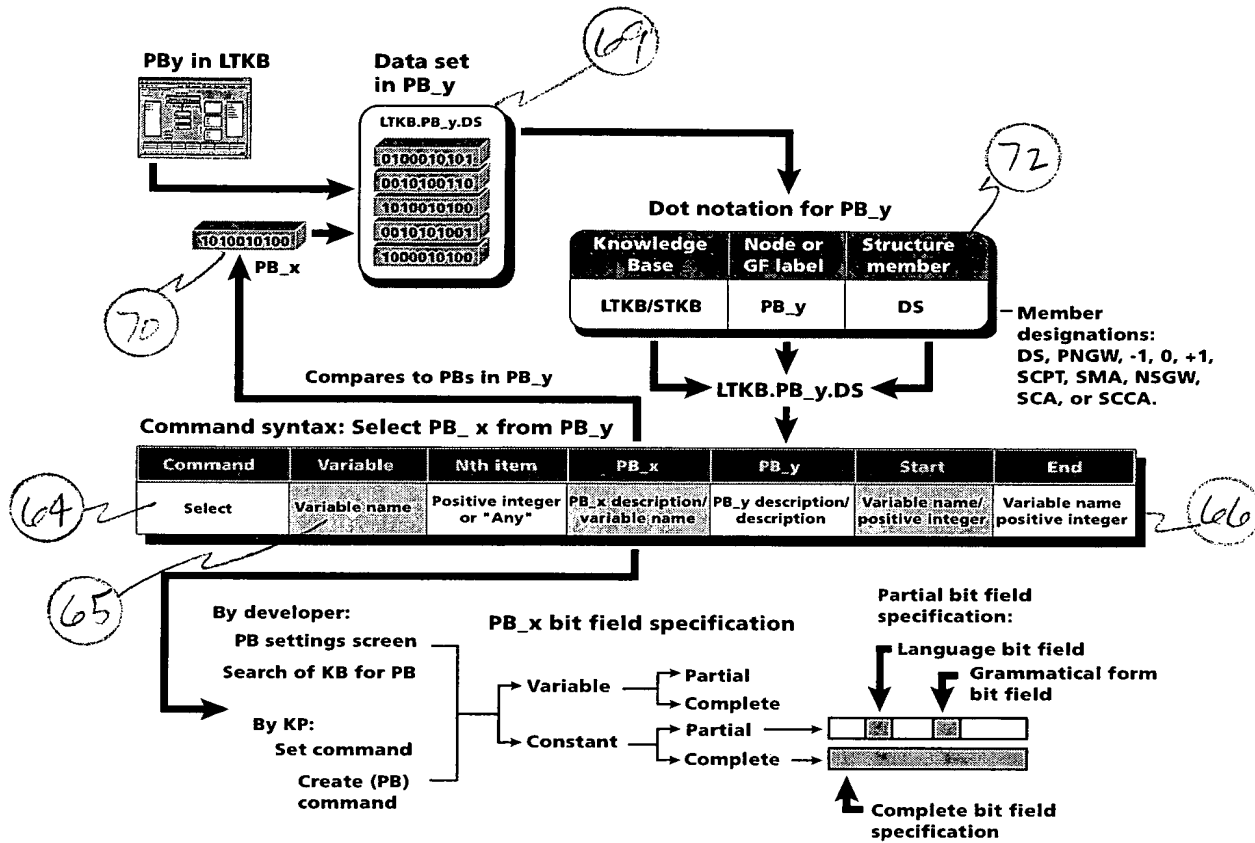 69
PBy in LTKB
Data set
in PB_y
LTKB.PB_y.DS
0100010101
0010100110
1010010100
0010101001
1000010100
1010010100
PB_x
70
72
Dot notation for PB_y
Knowledge Base
Node or GF label
Structure member
LTKB/STKB
PB_y
DS
Member
designations:
DS, PNGW, -1, 0, +1,
SCPT, SMA, NSGW,
SCA, or SCCA.
LTKB.PB_y.DS
Compares to PBs in PB_y
Command syntax: Select PB_ x from PB_y
Command
Variable
Nth item
PB_x
PB_y
Start
End
Select
Variable name
Positive integer
or "Any"
PB_x description/
variable name
PB_y description/
description
Variable name/
positive integer
Variable name
positive integer
64
65
66
By developer:
PB settings screen
Search of KB for PB
By KP:
Set command
Create (PB)
command
PB_x bit field specification
Variable
Partial
Complete
Constant
Partial
Complete
Partial bit field
specification:
Language bit field
Grammatical form
bit field
Complete bit field
specification